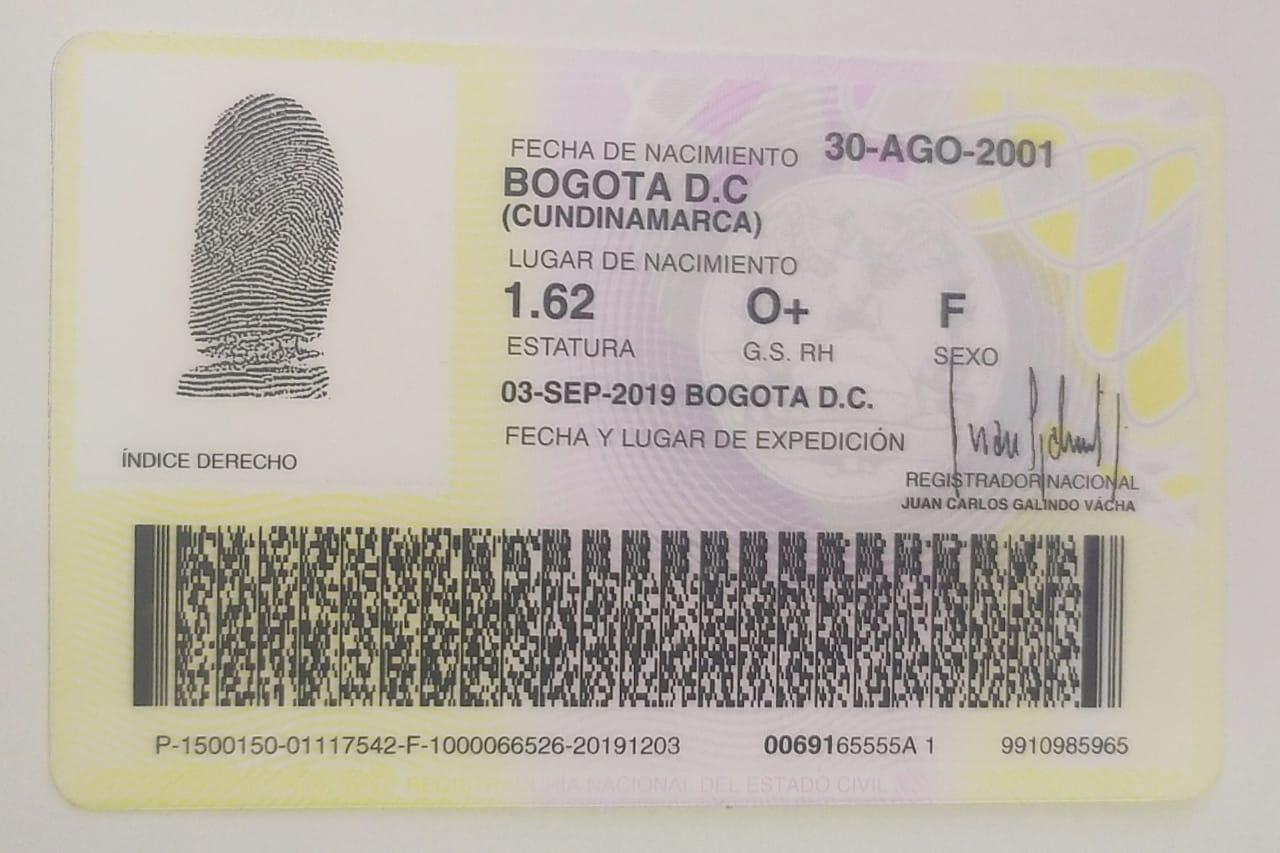 FECHA DE NACIMIENTO 30-AGO-2001
BOGOTA D.C
(CUNDINAMARCA)
LUGAR DE NACIMIENTO
1.62 O+ F
ESTATURA G.S. RH SEXO
03-SEP-2019 BOGOTA D.C.
FECHA Y LUGAR DE EXPEDICIÓN
REGISTRADOR NACIONAL
JUAN CARLOS GALINDO VÁCHA
ÍNDICE DERECHO
P-1500150-01117542-F-1000066526-20191203 0069165555A 1 9910985965
REGISTRADURIA NACIONAL DEL ESTADO CIVIL